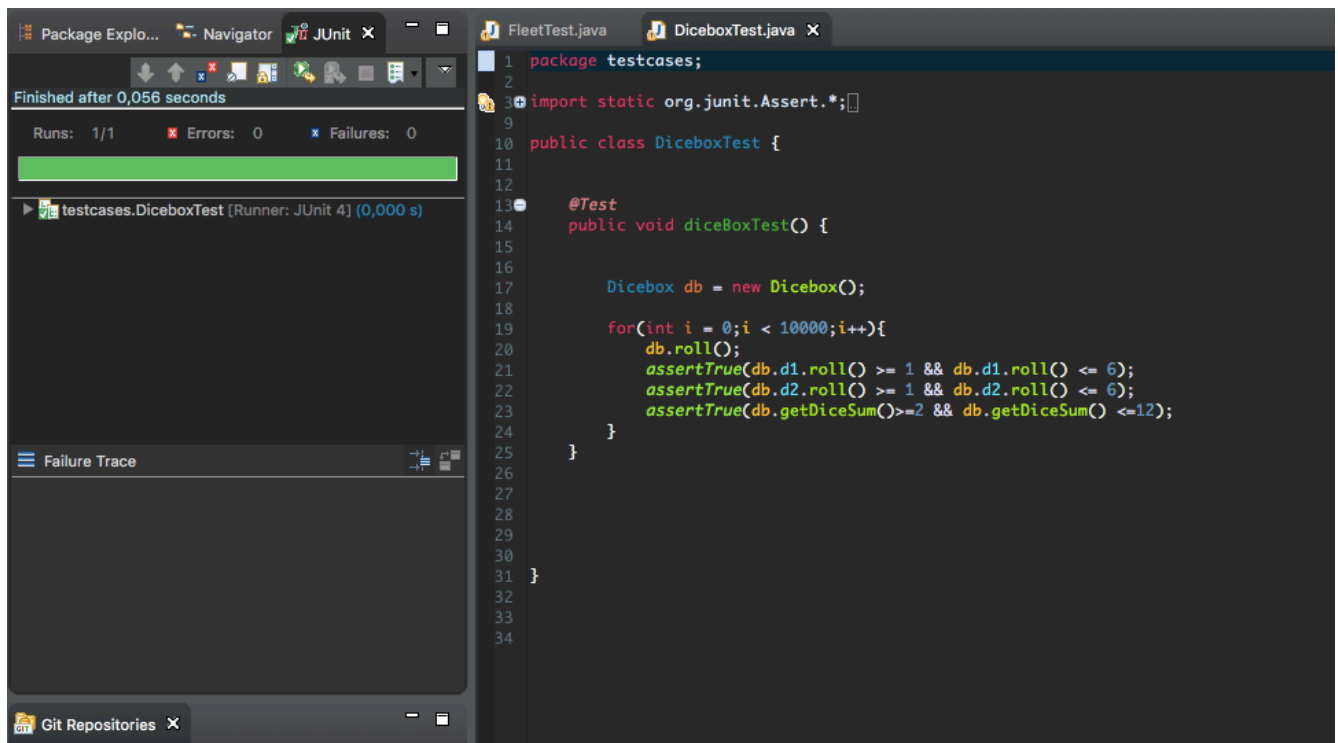 Package Explo... Navigator JUnit
Finished after 0,056 seconds
Runs: 1/1 Errors: 0 Failures: 0
testcases.DiceboxTest [Runner: JUnit 4] (0,000 s)
Failure Trace
GIT Git Repositories
FleetTest.java DiceboxTest.java
1 package testcases;
2
3 import static org.junit.Assert.*;
9
10 public class DiceboxTest {
11
12
13 @Test
14 public void diceBoxTest() {
15
16
17 Dicebox db = new Dicebox();
18
19 for(int i = 0;i < 10000;i++){
20 db.roll();
21 assertTrue(db.d1.roll() >= 1 && db.d1.roll() <= 6);
22 assertTrue(db.d2.roll() >= 1 && db.d2.roll() <= 6);
23 assertTrue(db.getDiceSum()>=2 && db.getDiceSum() <=12);
24 }
25 }
26
27
28
29
30
31 }
32
33
34